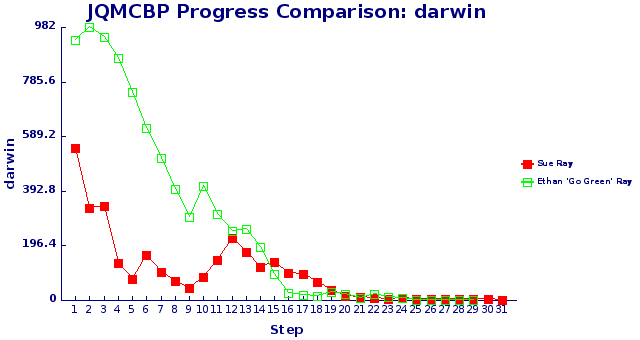 JQMCBP Progress Comparison: darwin
982
785.6
589.2
392.8
196.4
0
darwin
1 2 3 4 5 6 7 8 9 10 11 12 13 14 15 16 17 18 19 20 21 22 23 24 25 26 27 28 29 30 31
Step
Sue Ray
Ethan 'Go Green' Ray